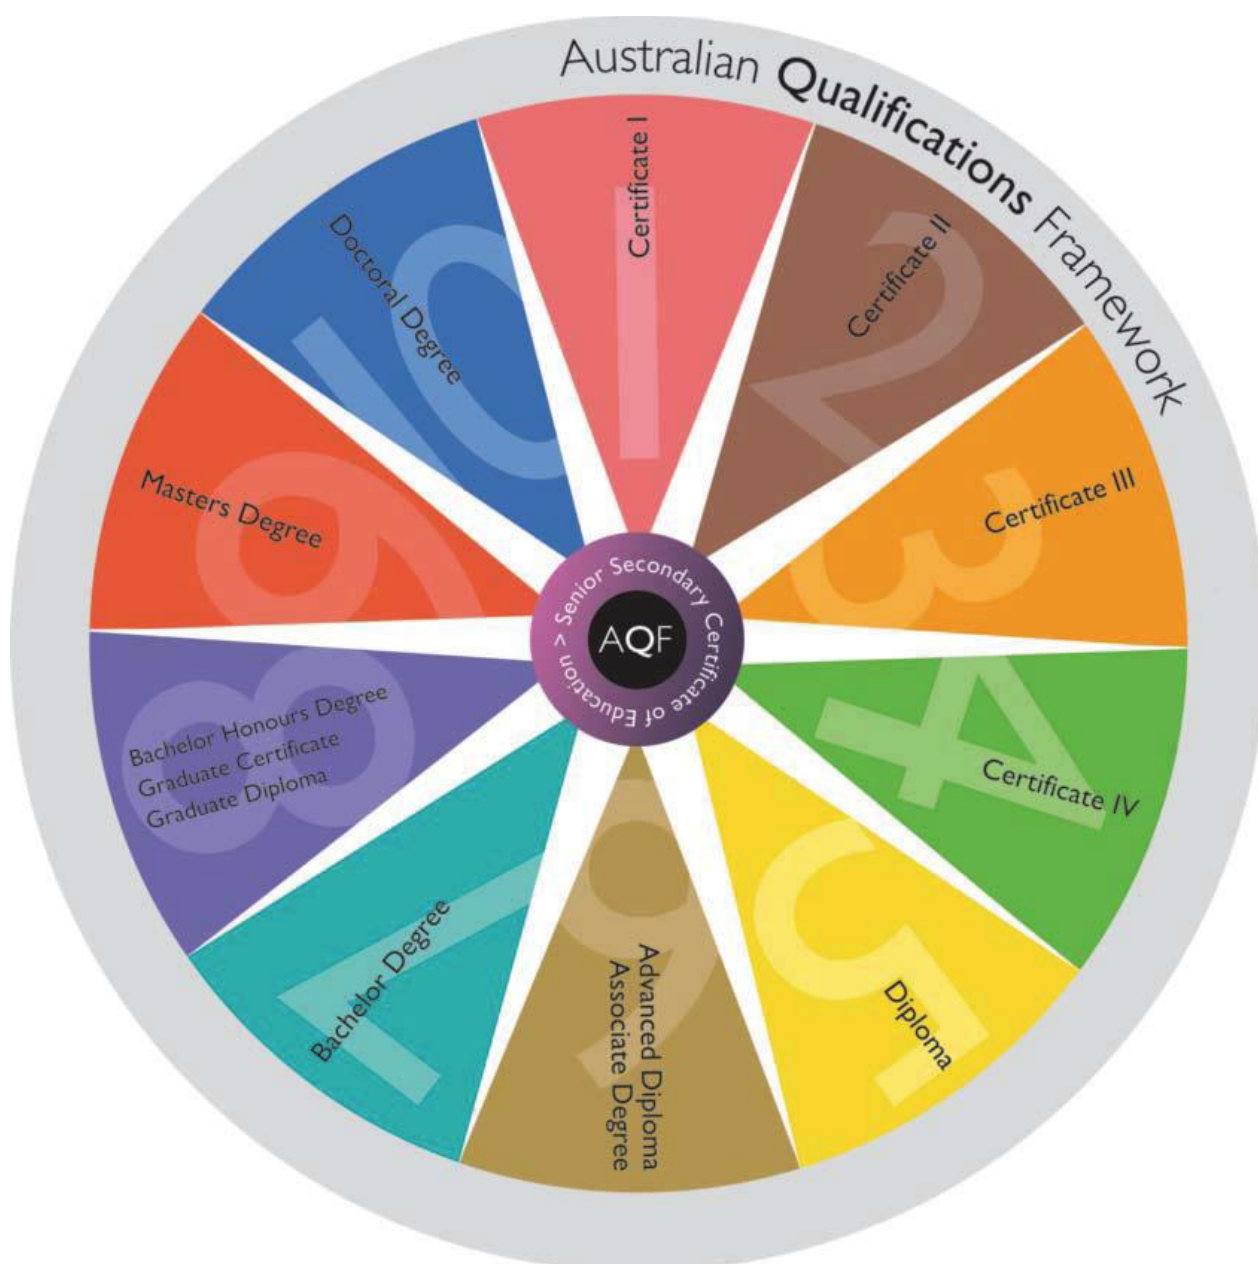 Australian Qualifications Framework
1
Certificate I
2
Certificate II
3
Certificate III
4
Certificate IV
5
Diploma
6
Advanced Diploma
Associate Degree
7
Bachelor Degree
8
Bachelor Honours Degree
Graduate Certificate
Graduate Diploma
9
Masters Degree
10
Doctoral Degree
Senior Secondary Certificate of Education >
AQF